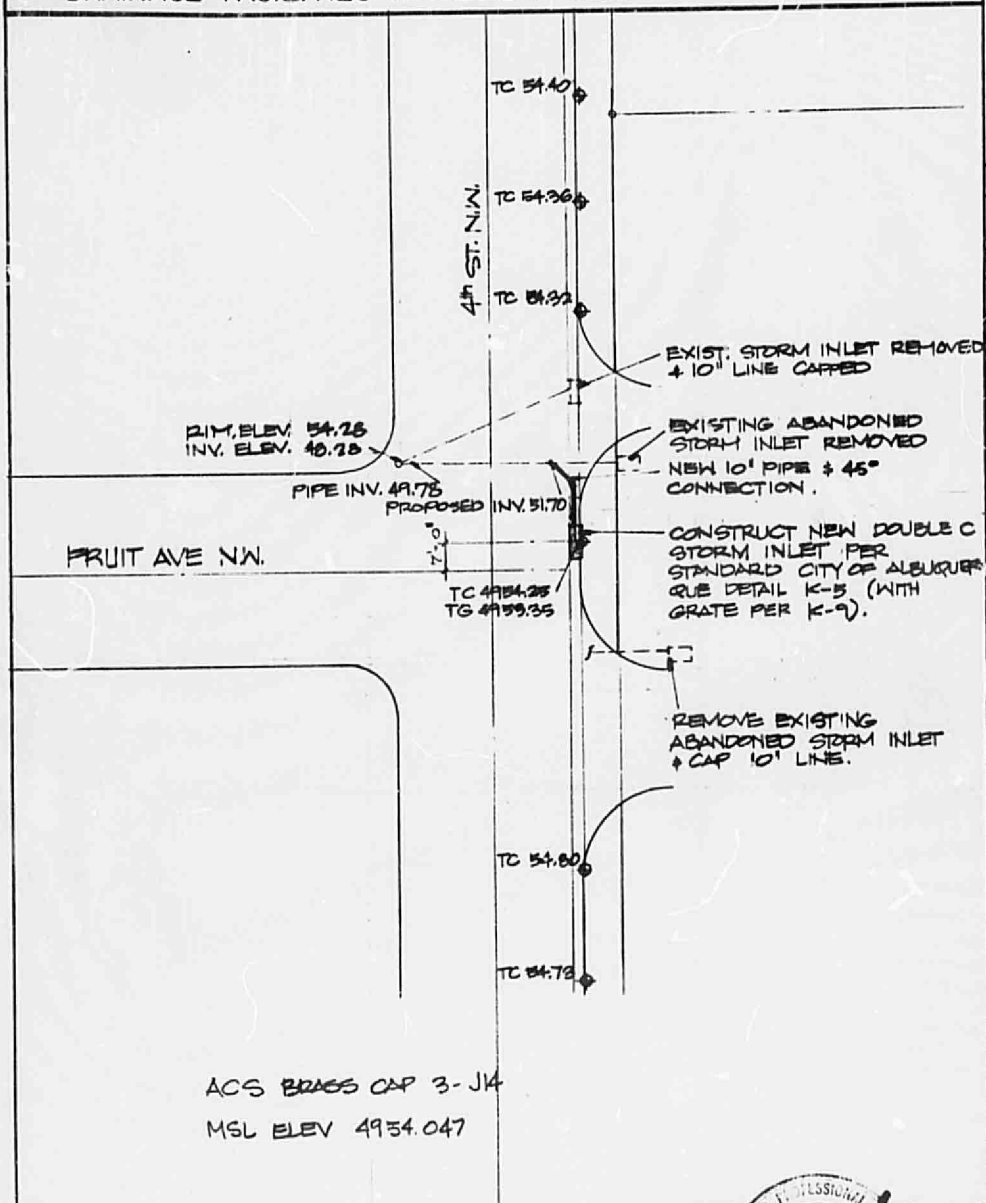 TC 54.40
4th ST. N.W.
TC 54.36
TC 54.32
EXIST. STORM INLET REMOVED
& 10" LINE CAPPED
RIM. ELEV. 54.28
INV. ELEV. 48.28
EXISTING ABANDONED
STORM INLET REMOVED
PIPE INV. 49.78
NEW 10" PIPE & 45°
CONNECTION.
PROPOSED INV. 51.70
CONSTRUCT NEW DOUBLE C
STORM INLET PER
STANDARD CITY OF ALBUQUER
QUE DETAIL K-5 (WITH
GRATE PER K-9).
7'-0"
FRUIT AVE N.W.
TC 4954.25
TG 4953.35
REMOVE EXISTING
ABANDONED STORM INLET
& CAP 10" LINE.
TC 54.80
TC 54.73
ACS BRASS CAP 3-J14
MSL ELEV 4954.047